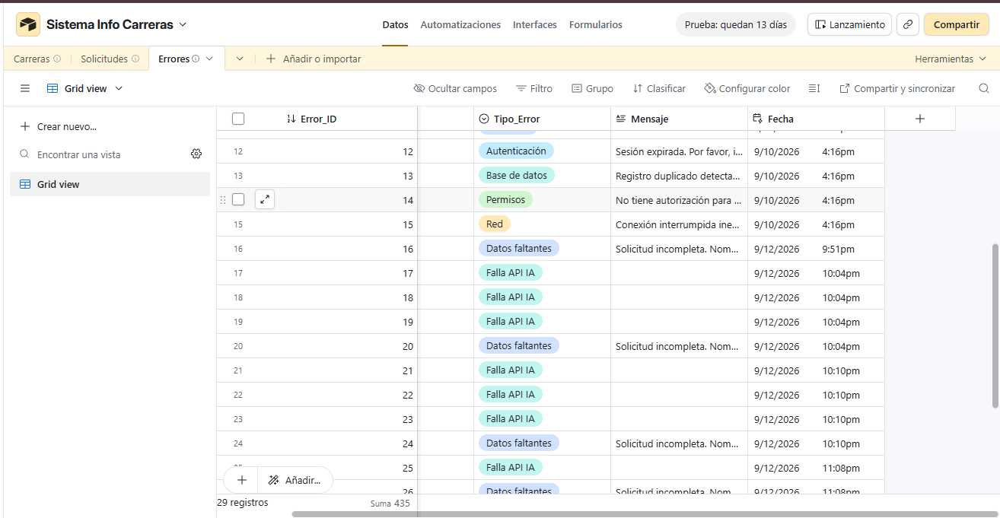 Sistema Info Carreras
Datos Automatizaciones Interfaces Formularios
Prueba: quedan 13 días Lanzamiento Compartir
Carreras Solicitudes Errores Añadir o importar Herramientas
Grid view Ocultar campos Filtro Grupo Clasificar Configurar color Compartir y sincronizar
Crear nuevo...
Encontrar una vista
Grid view
Error_ID Tipo_Error Mensaje Fecha
12 12 Autenticación Sesión expirada. Por favor, i... 9/10/2026 4:16pm
13 13 Base de datos Registro duplicado detecta... 9/10/2026 4:16pm
14 Permisos No tiene autorización para ... 9/10/2026 4:16pm
15 15 Red Conexión interrumpida ine... 9/10/2026 4:16pm
16 16 Datos faltantes Solicitud incompleta. Nom... 9/12/2026 9:51pm
17 17 Falla API IA 9/12/2026 10:04pm
18 18 Falla API IA 9/12/2026 10:04pm
19 19 Falla API IA 9/12/2026 10:04pm
20 20 Datos faltantes Solicitud incompleta. Nom... 9/12/2026 10:04pm
21 21 Falla API IA 9/12/2026 10:10pm
22 22 Falla API IA 9/12/2026 10:10pm
23 23 Falla API IA 9/12/2026 10:10pm
24 24 Datos faltantes Solicitud incompleta. Nom... 9/12/2026 10:10pm
25 25 Falla API IA 9/12/2026 11:08pm
Añadir...
26 Datos faltantes Solicitud incompleta. Nom... 9/12/2026 11:08pm
29 registros Suma 435